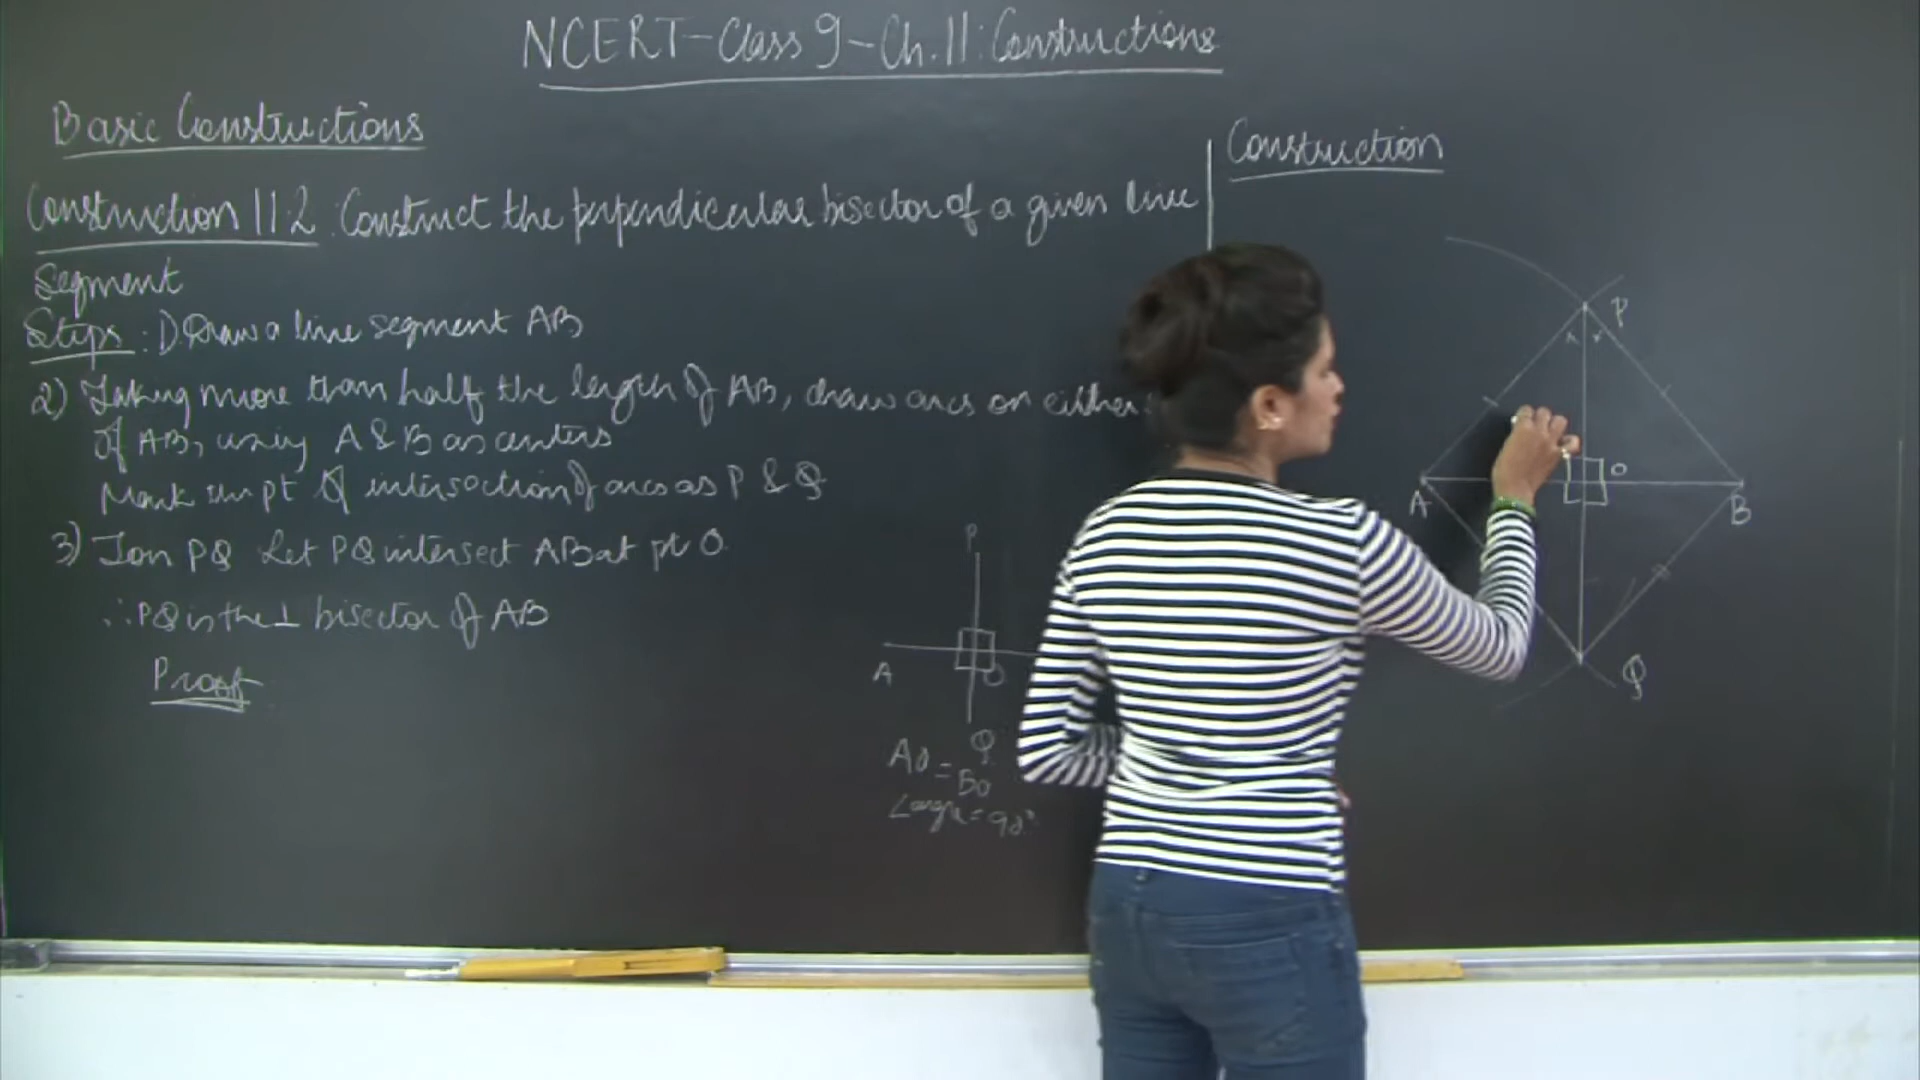 NCERT-Class 9-Ch.11: Constructions
Basic Constructions
Construction 11.2: Construct the perpendicular bisector of a given line
Segment
Steps: 1) Draw a line segment AB
2) Taking more than half the length of AB, draw arcs on either
of AB, using A & B as centers
Mark pt of intersection of arcs as P & Q
3) Join PQ Let PQ intersect AB at pt O
∴ PQ is the ⊥ bisector of AB
Proof
P
A
O
Q
AO = BO
∠angle = 90°
Construction
P
x x
O
A
B
Q